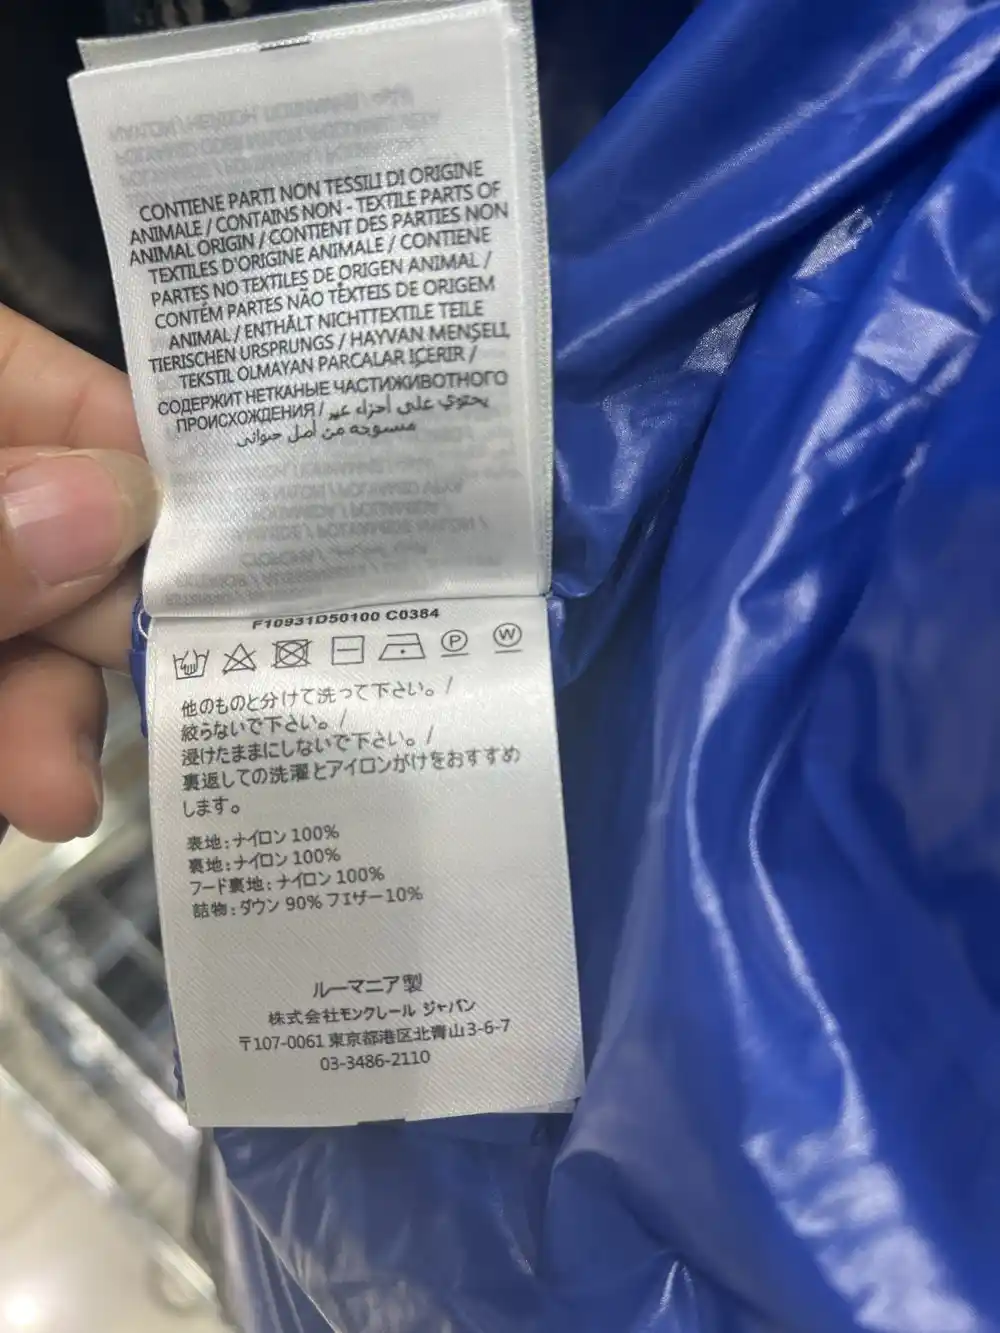 CONTIENE PARTI NON TESSILI DI ORIGINE
ANIMALE / CONTAINS NON - TEXTILE PARTS OF
ANIMAL ORIGIN / CONTIENT DES PARTIES NON
TEXTILES D'ORIGINE ANIMALE / CONTIENE
PARTES NO TEXTILES DE ORIGEN ANIMAL /
CONTÉM PARTES NÃO TÊXTEIS DE ORIGEM
ANIMAL / ENTHÄLT NICHTTEXTILE TEILE
TIERISCHEN URSPRUNGS / HAYVAN MENŞELL
TEKSTIL OLMAYAN PARCALAR IÇERIR /
СОДЕРЖИТ НЕТКАНЫЕ ЧАСТИЖИВОТНОГО
ПРОИСХОЖДЕНИЯ / يحتوي على أجزاء غير
منسوجه من أصل حيواني
F10931D50100 C0384
P W
他のものと分けて洗って下さい。/
絞らないで下さい。/
浸けたままにしないで下さい。/
裏返しての洗濯とアイロンがけをおすすめ
します。
表地:ナイロン 100%
裏地:ナイロン 100%
フード裏地:ナイロン 100%
詰物:ダウン 90% フェザー 10%
ルーマニア製
株式会社モンクレール ジャパン
〒107-0061 東京都港区北青山 3-6-7
03-3486-2110